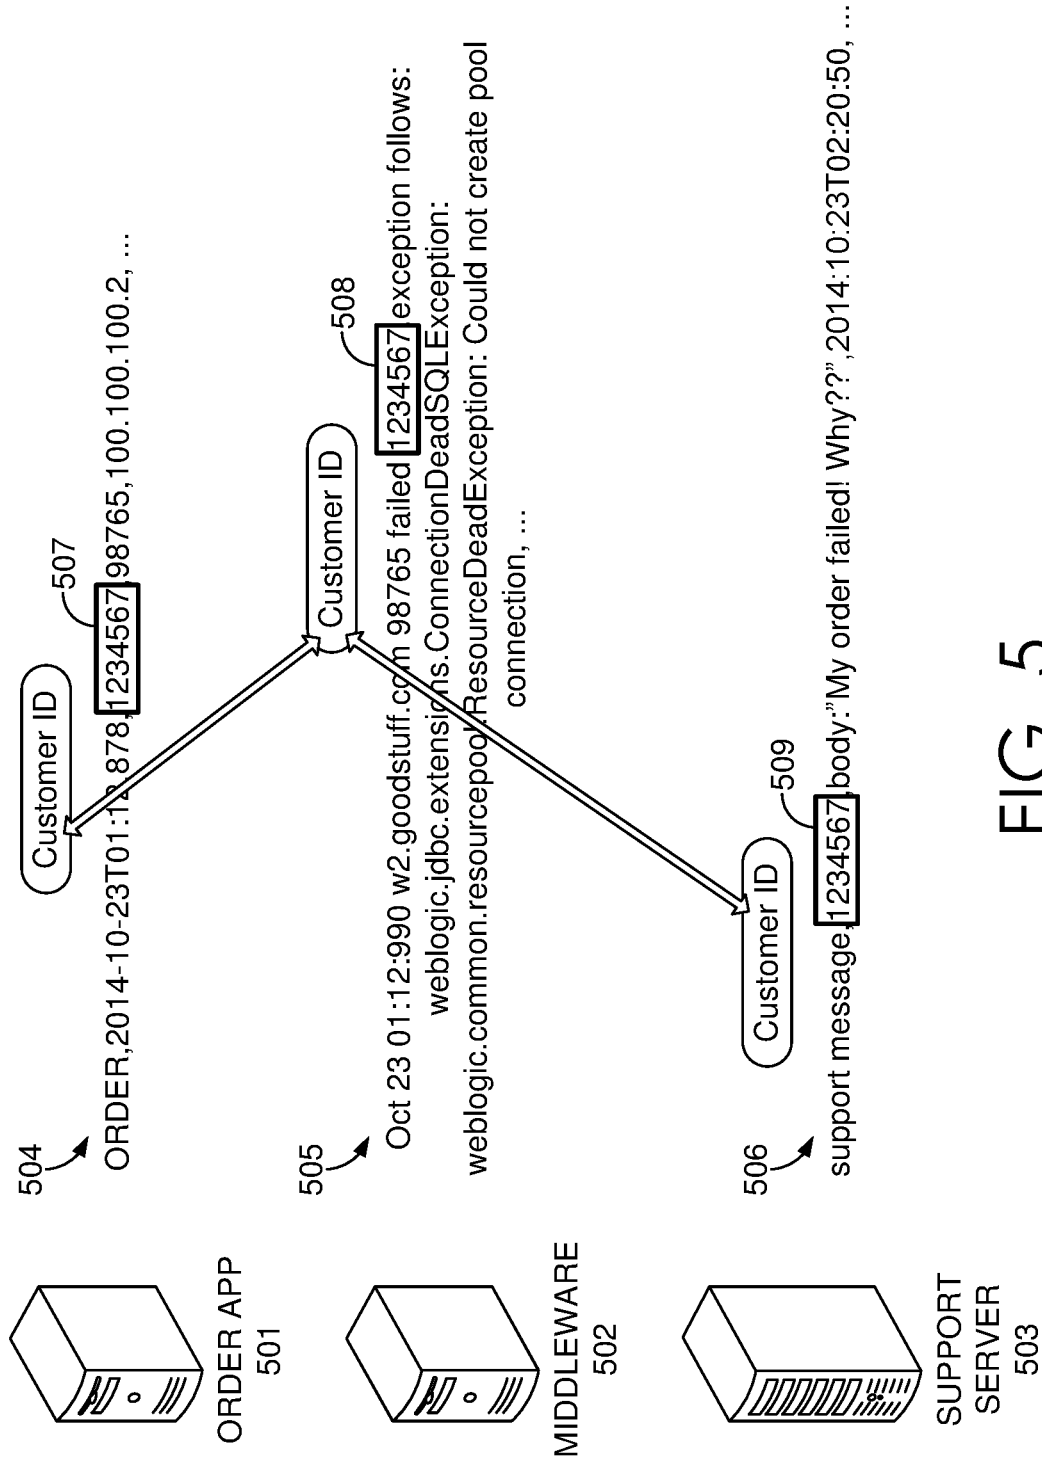 504
Customer ID
507
ORDER,2014-10-23T01:12.878,1234567,98765,100.100.100.2, ...
ORDER APP
501
505
Customer ID
508
Oct 23 01:12:990 w2.goodstuff.com 98765 failed 1234567 exception follows:
weblogic.jdbc.extensions.ConnectionDeadSQLException:
weblogic.common.resourcepool.ResourceDeadException: Could not create pool
connection, ...
MIDDLEWARE
502
506
Customer ID
509
support message,1234567,body:"My order failed! Why??",2014:10:23T02:20:50, ...
SUPPORT
SERVER
503
FIG. 5